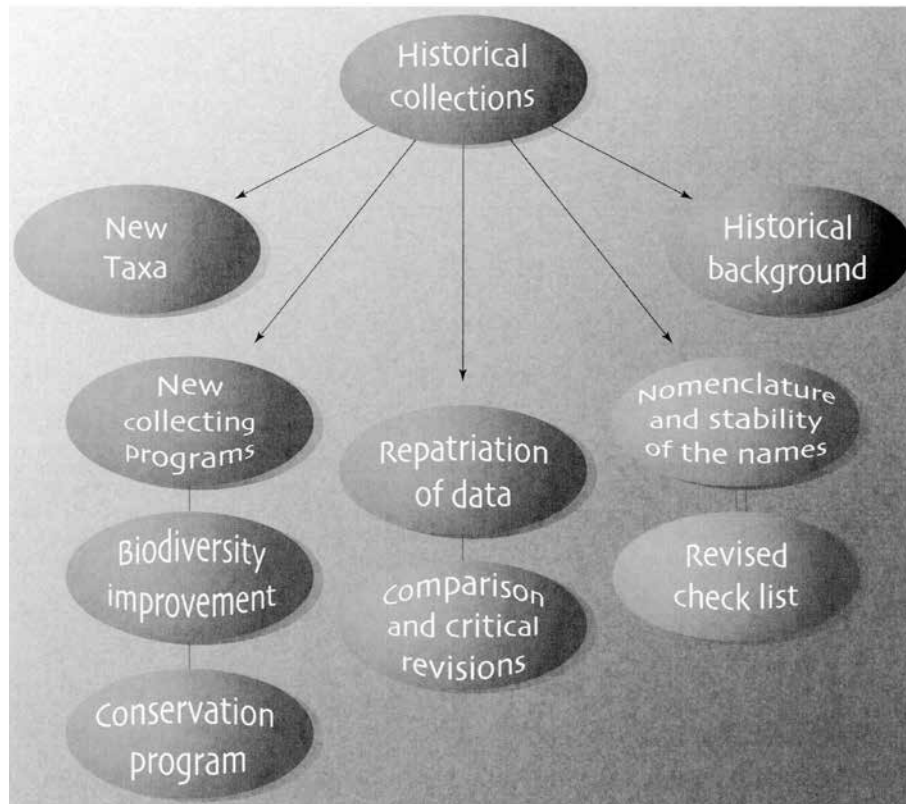 Historical
collections
New
Taxa
Historical
background
New
collecting
programs
Nomenclature
and stability
of the names
Repatriation
of data
Biodiversity
improvement
Revised
check list
Comparison
and critical
revisions
Conservation
program